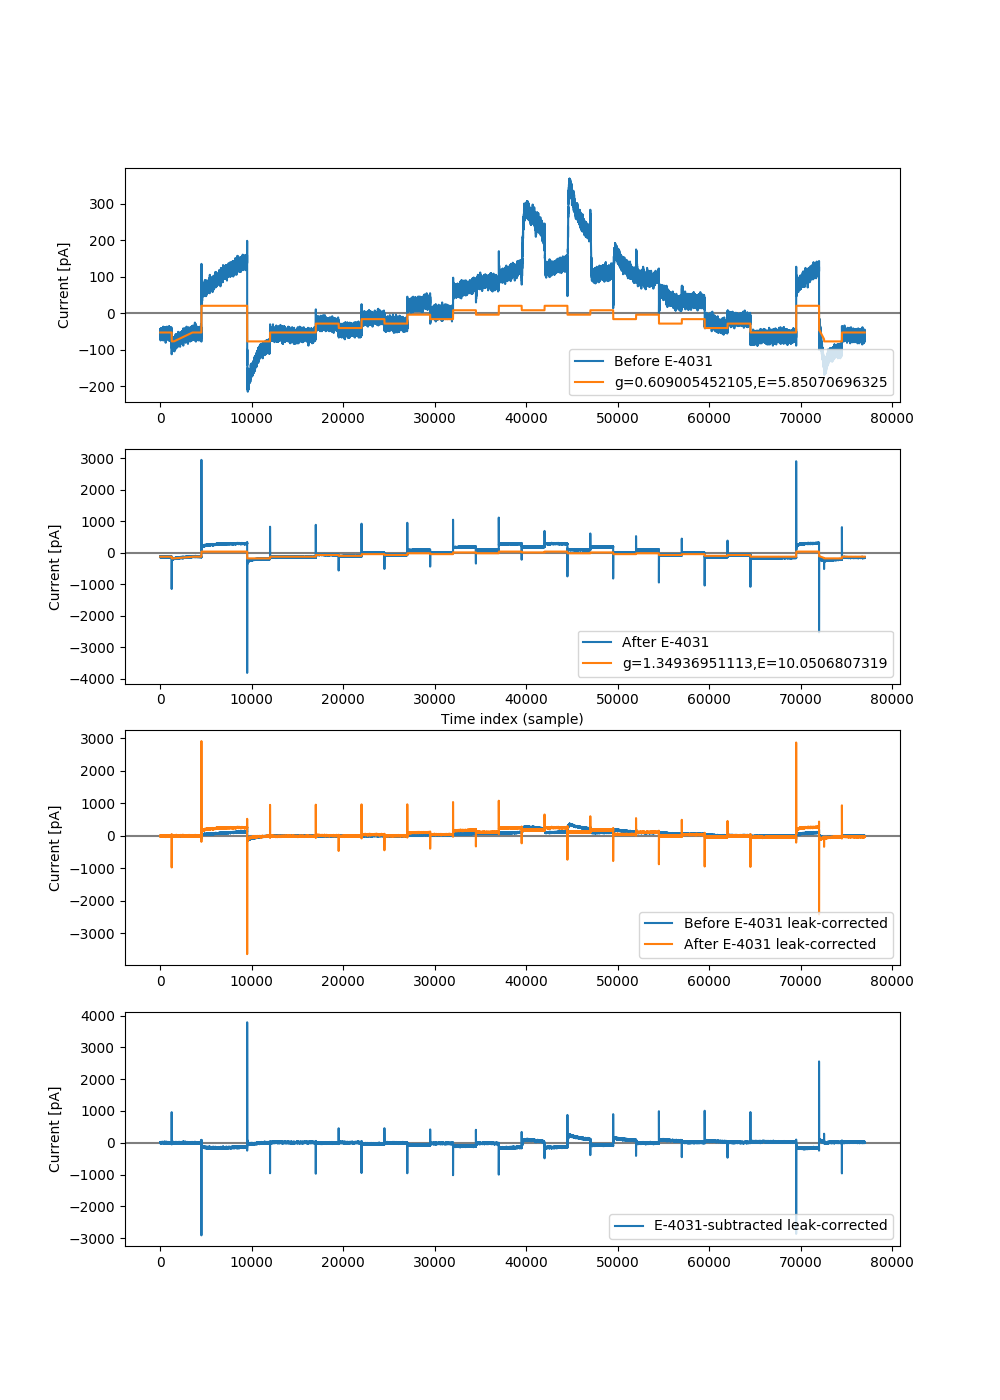 300
200
100
0
−100
−200
Current [pA]
Before E-4031
g=0.609005452105,E=5.85070696325
0 10000 20000 30000 40000 50000 60000 70000 80000
3000
2000
1000
0
−1000
−2000
−3000
−4000
Current [pA]
After E-4031
g=1.34936951113,E=10.0506807319
0 10000 20000 30000 40000 50000 60000 70000 80000
Time index (sample)
3000
2000
1000
0
−1000
−2000
−3000
Current [pA]
Before E-4031 leak-corrected
After E-4031 leak-corrected
0 10000 20000 30000 40000 50000 60000 70000 80000
4000
3000
2000
1000
0
−1000
−2000
−3000
Current [pA]
E-4031-subtracted leak-corrected
0 10000 20000 30000 40000 50000 60000 70000 80000